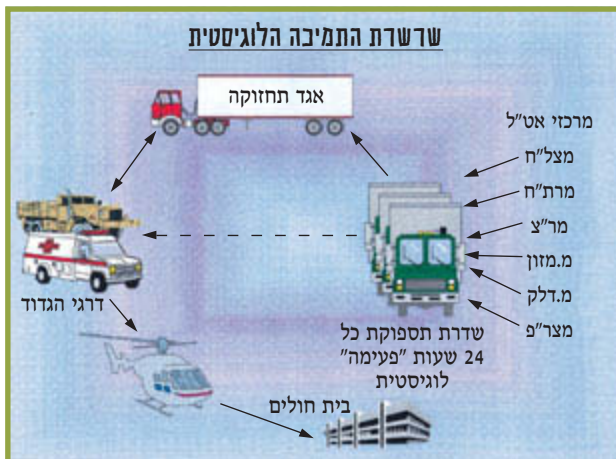 שרשרת התמיכה הלוגיסטית
אגד תחזוקה
מרכזי אט"ל
מצל"ח
מרת"ח
מר"צ
מ.מזון
מ.דלק
מצר"פ
דרגי הגדוד
שדרת תספוקת כל
24 שעות "פעימה"
לוגיסטית
בית חולים